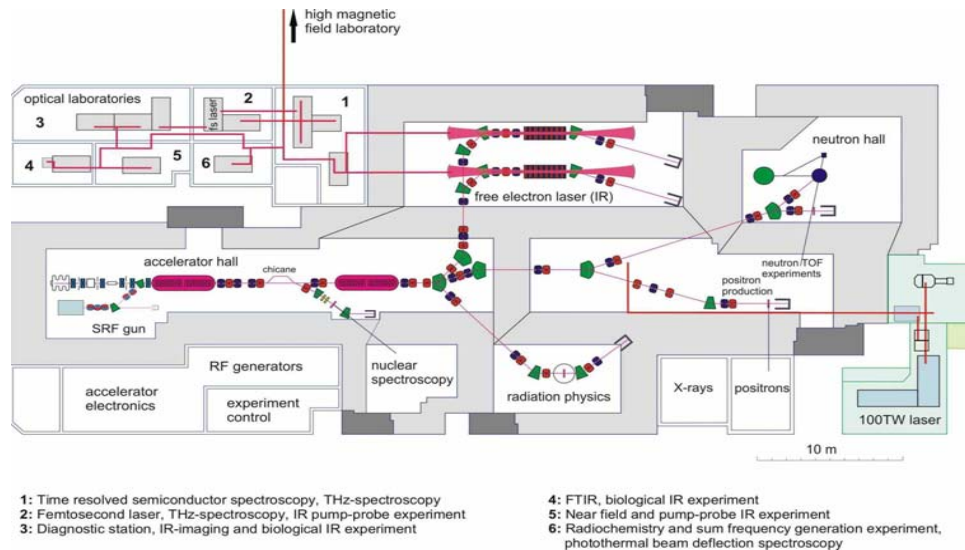 high magnetic
field laboratory
optical laboratories
3
2
1
fs laser
4
5
6
neutron hall
free electron laser (IR)
accelerator hall
chicane
neutron/TOF
experiments
positron
production
SRF gun
nuclear
spectroscopy
RF generators
accelerator
electronics
experiment
control
radiation physics
X-rays
positrons
100TW laser
10 m
1: Time resolved semiconductor spectroscopy, THz-spectroscopy
2: Femtosecond laser, THz-spectroscopy, IR pump-probe experiment
3: Diagnostic station, IR-imaging and biological IR experiment
4: FTIR, biological IR experiment
5: Near field and pump-probe IR experiment
6: Radiochemistry and sum frequency generation experiment,
photothermal beam deflection spectroscopy